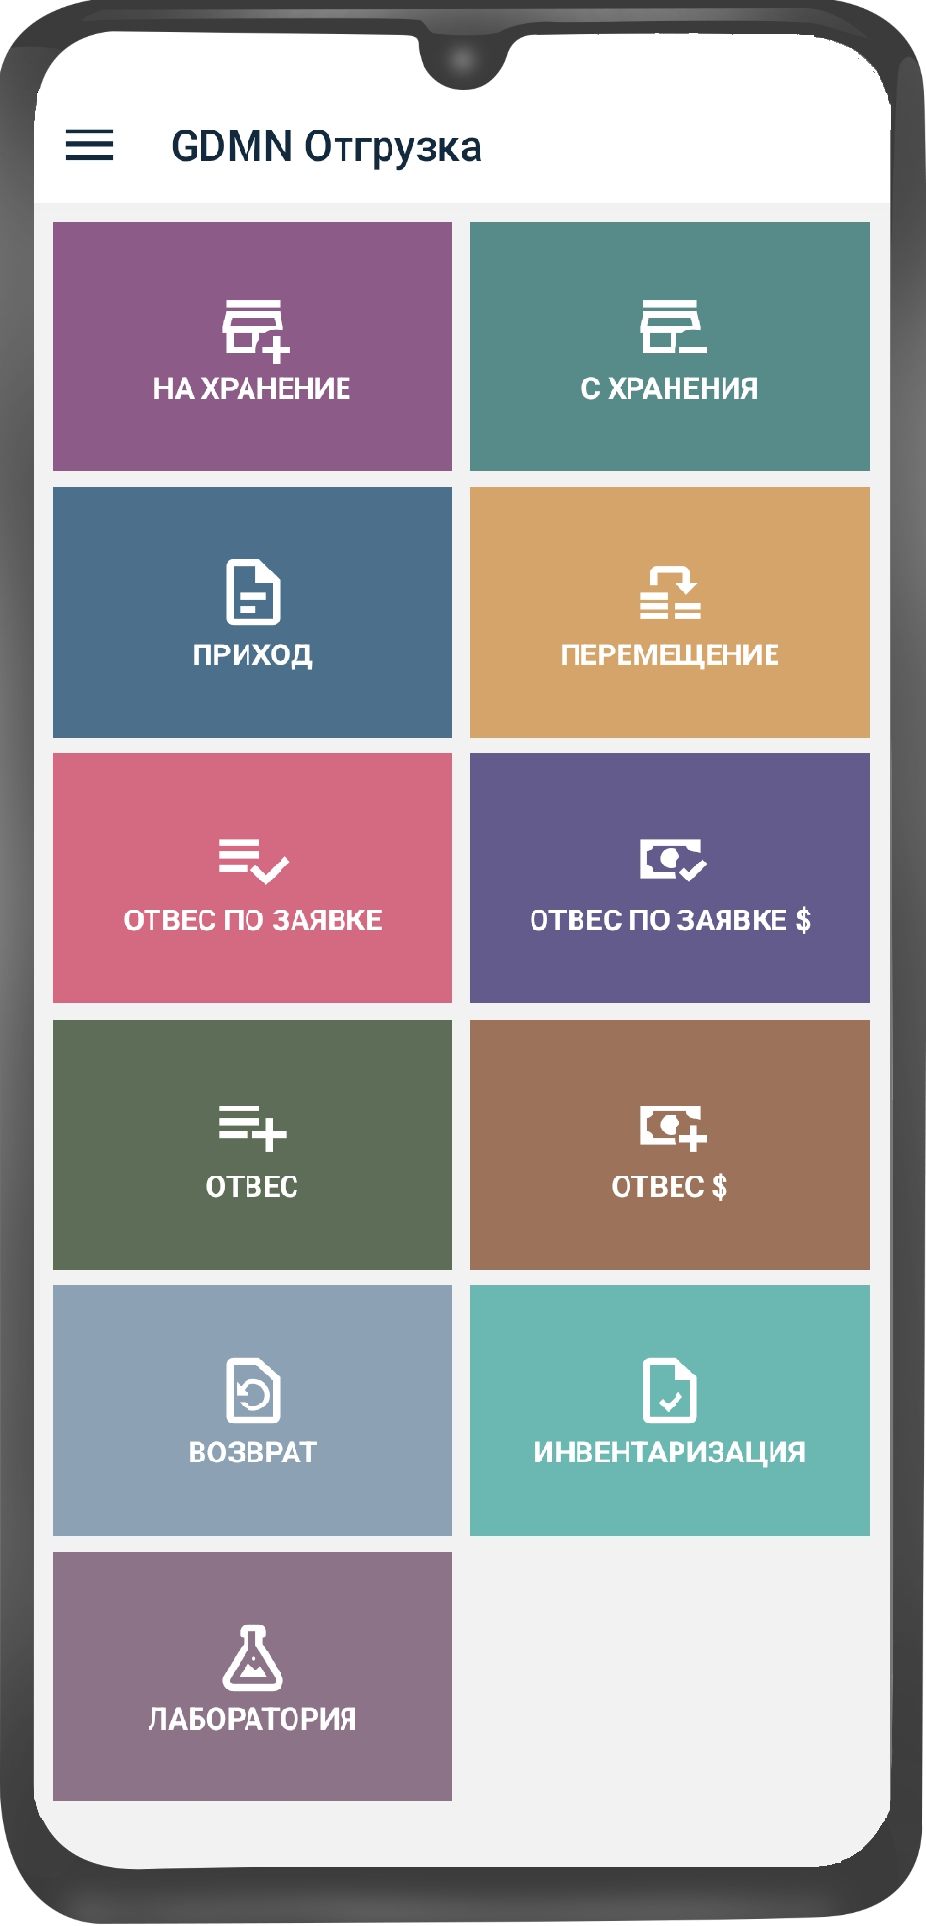 GDMN Отгрузка
НА ХРАНЕНИЕ
С ХРАНЕНИЯ
ПРИХОД
ПЕРЕМЕЩЕНИЕ
ОТВЕС ПО ЗАЯВКЕ
ОТВЕС ПО ЗАЯВКЕ $
ОТВЕС
ОТВЕС $
ВОЗВРАТ
ИНВЕНТАРИЗАЦИЯ
ЛАБОРАТОРИЯ